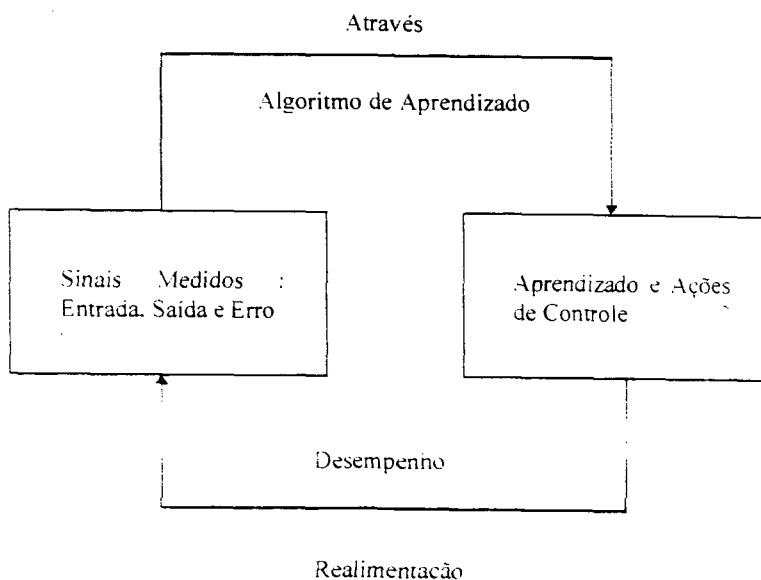 Através
Algoritmo de Aprendizado
Sinais Medidos :
Entrada. Saída e Erro
Aprendizado e Ações
de Controle
Desempenho
Realimentação